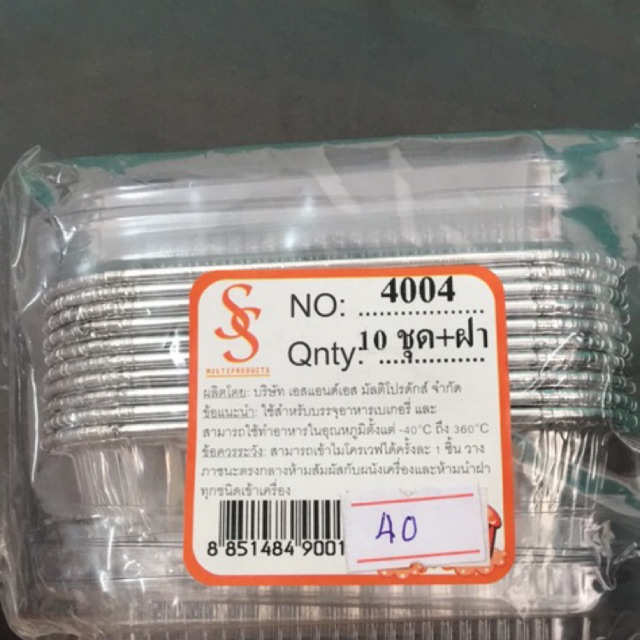 SS
MULTIPRODUCTS
NO: 4004
Qnty: 10 ชุด+ฝา
ผลิตโดย: บริษัท เอสแอนด์เอส มัลติโปรดักส์ จำกัด
ข้อแนะนำ: ใช้สำหรับบรรจุอาหารเบเกอรี่ และ
สามารถใช้ทำอาหารในอุณหภูมิตั้งแต่ -40°C ถึง 360°C
ข้อควรระวัง: สามารถเข้าไมโครเวฟได้ครั้งละ 1 ชิ้น วาง
ภาชนะตรงกลางห้ามสัมผัสกับผนังเครื่องและห้ามนำฝา
ทุกชนิดเข้าเครื่อง
8 851484 9001
40